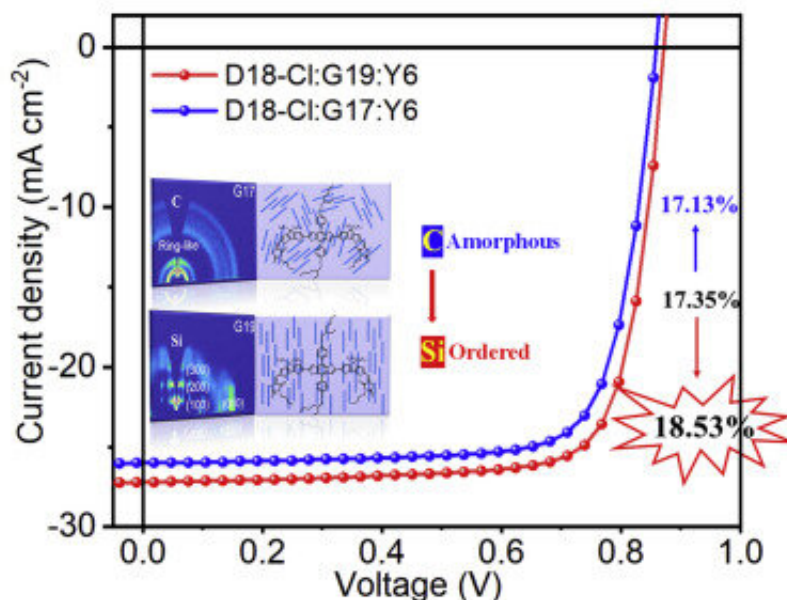 0
D18-Cl:G19:Y6
D18-Cl:G17:Y6
G17
C
Ring-like
C Amorphous
17.13%
-10
17.35%
Si
G19
(300)
(200)
(100)
Si Ordered
-20
18.53%
-30
0.0 0.2 0.4 0.6 0.8 1.0
Voltage (V)
Current density (mA cm-2)